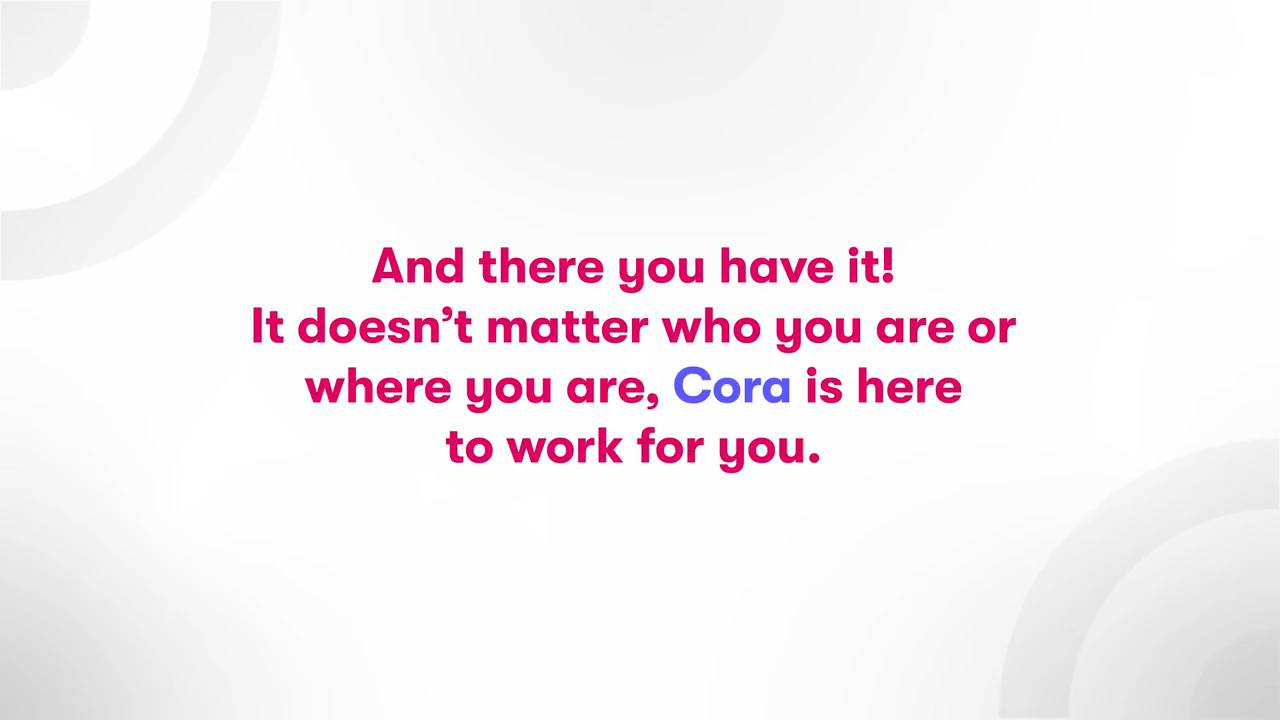 And there you have it!
It doesn’t matter who you are or
where you are, Cora is here
to work for you.